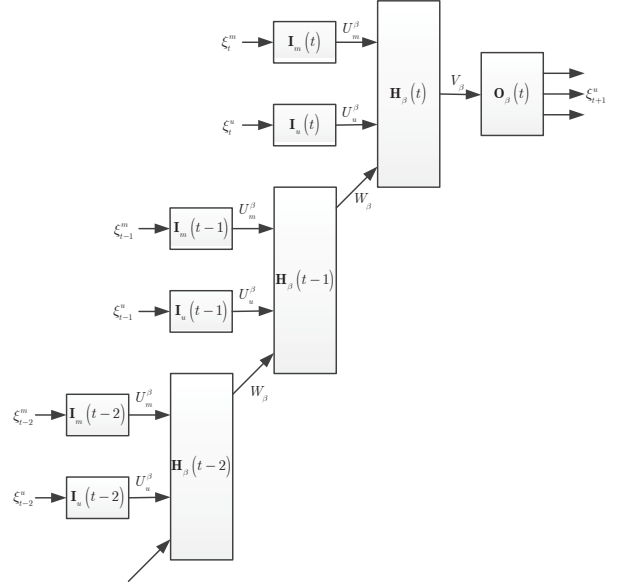 ξ_t^m I_m(t) U_m^β
H_β(t) V_β O_β(t) ξ_{t+1}^u
ξ_t^u I_u(t) U_u^β
W_β
ξ_{t-1}^m I_m(t-1) U_m^β
H_β(t-1)
ξ_{t-1}^u I_u(t-1) U_u^β
W_β
ξ_{t-2}^m I_m(t-2) U_m^β
H_β(t-2)
ξ_{t-2}^u I_u(t-2) U_u^β